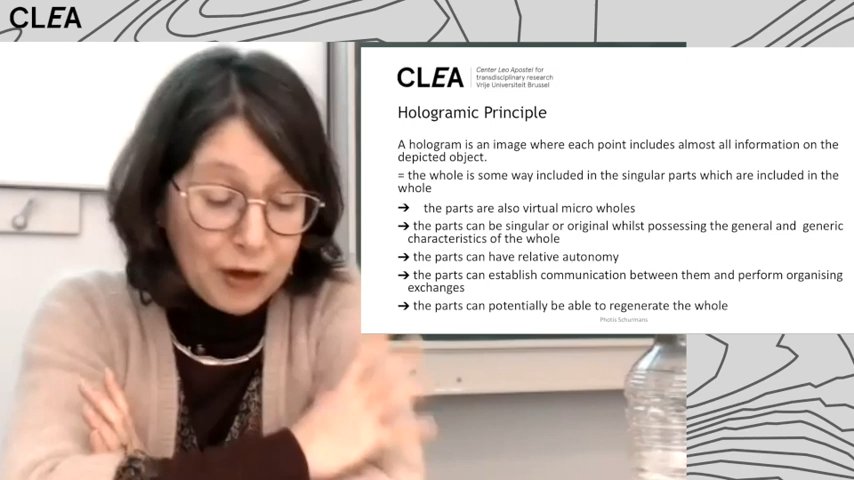 CLEA
CLEA
Center Leo Apostel for
transdisciplinary research
Vrije Universiteit Brussel
Hologramic Principle
A hologram is an image where each point includes almost all information on the
depicted object.
= the whole is some way included in the singular parts which are included in the
whole
➔ the parts are also virtual micro wholes
➔ the parts can be singular or original whilst possessing the general and generic
characteristics of the whole
➔ the parts can have relative autonomy
➔ the parts can establish communication between them and perform organising
exchanges
➔ the parts can potentially be able to regenerate the whole
Photis Schurmans